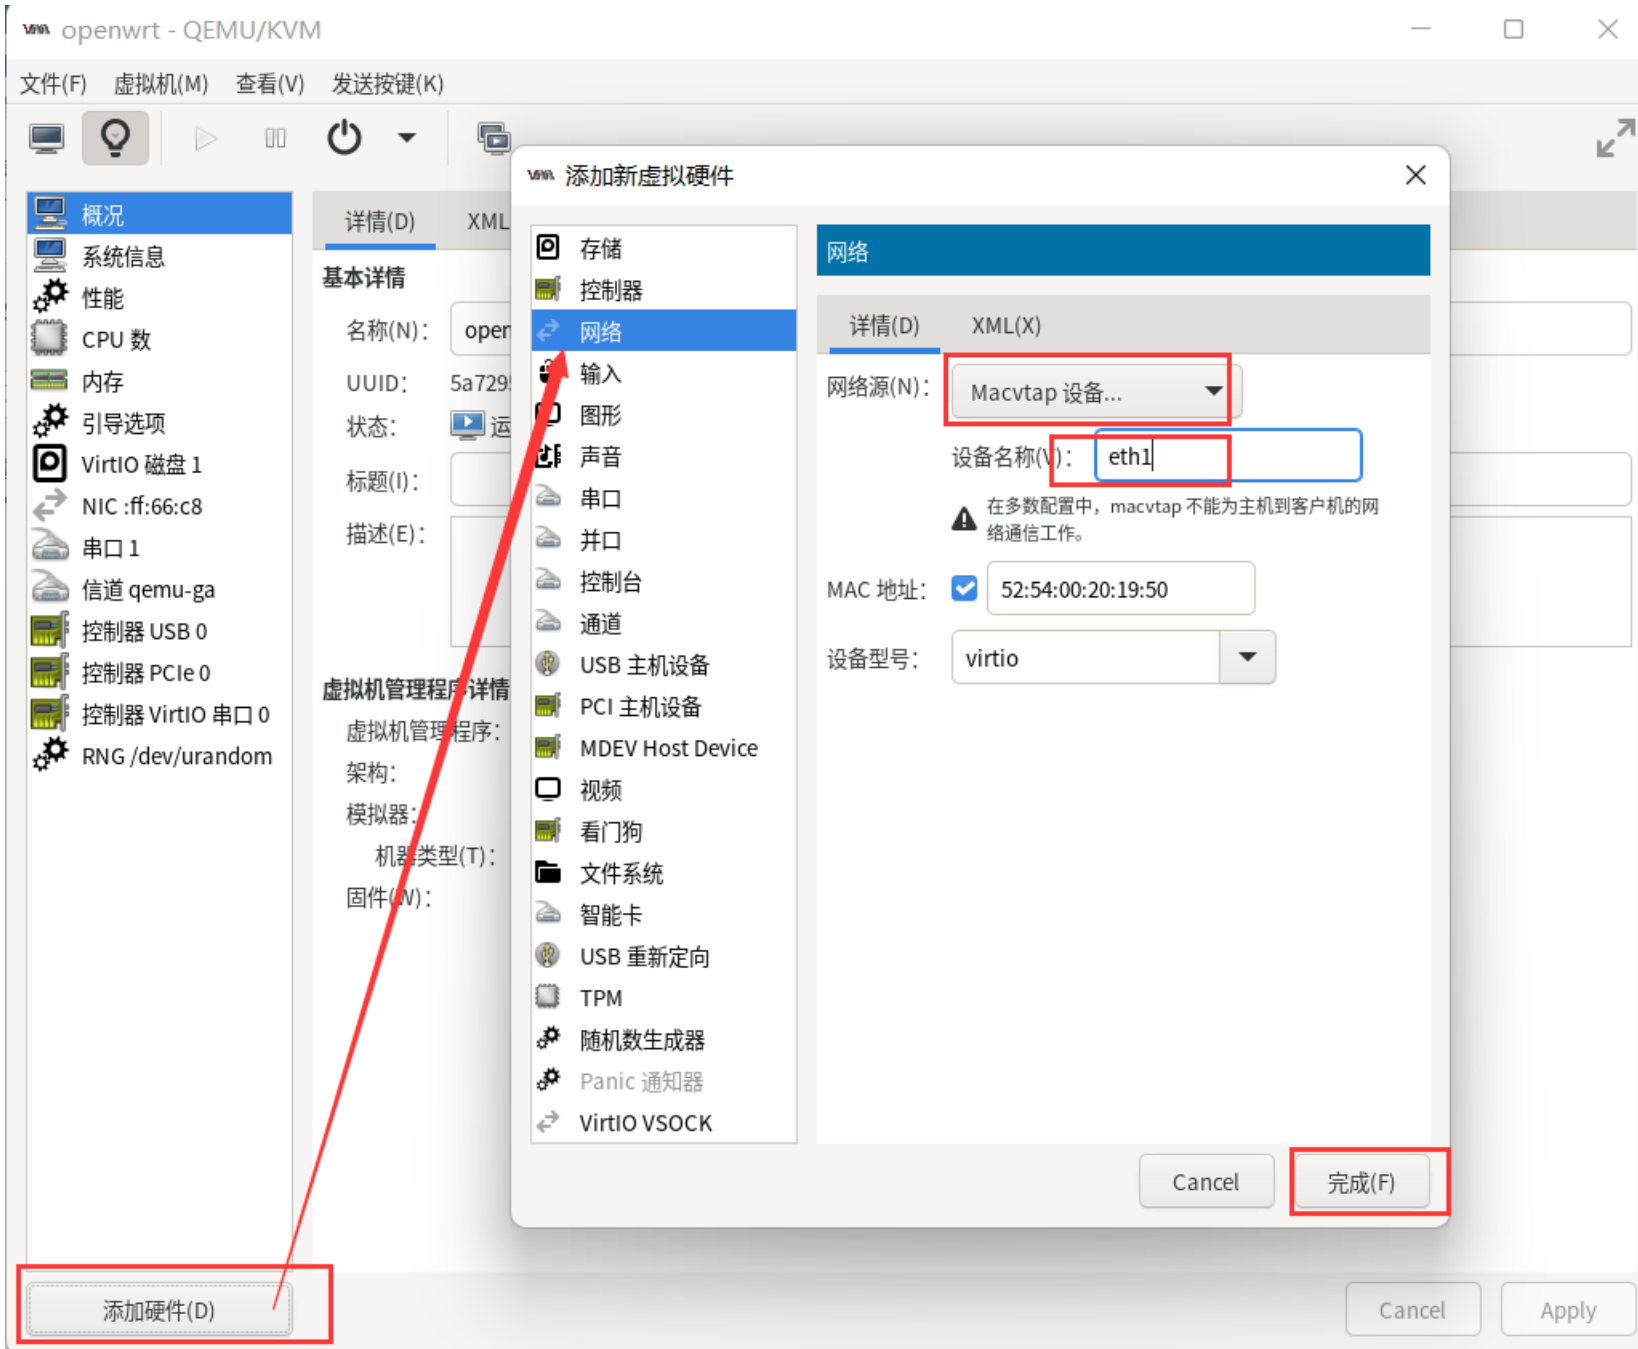 openwrt - QEMU/KVM
文件(F) 虚拟机(M) 查看(V) 发送按键(K)
概况
系统信息
性能
CPU 数
内存
引导选项
VirtIO 磁盘 1
NIC :ff:66:c8
串口 1
信道 qemu-ga
控制器 USB 0
控制器 PCIe 0
控制器 VirtIO 串口 0
RNG /dev/urandom
添加硬件(D)
详情(D) XML
基本详情
名称(N)： open
UUID： 5a729
状态： 运
标题(I)：
描述(E)：
虚拟机管理程序详情
虚拟机管理程序：
架构：
模拟器：
机器类型(T)：
固件(W)：
添加新虚拟硬件
存储
控制器
网络
输入
图形
声音
串口
并口
控制台
通道
USB 主机设备
PCI 主机设备
MDEV Host Device
视频
看门狗
文件系统
智能卡
USB 重新定向
TPM
随机数生成器
Panic 通知器
VirtIO VSOCK
网络
详情(D) XML(X)
网络源(N)： Macvtap 设备...
设备名称(V)： eth1
在多数配置中，macvtap 不能为主机到客户机的网
络通信工作。
MAC 地址： 52:54:00:20:19:50
设备型号： virtio
Cancel 完成(F)
Cancel Apply